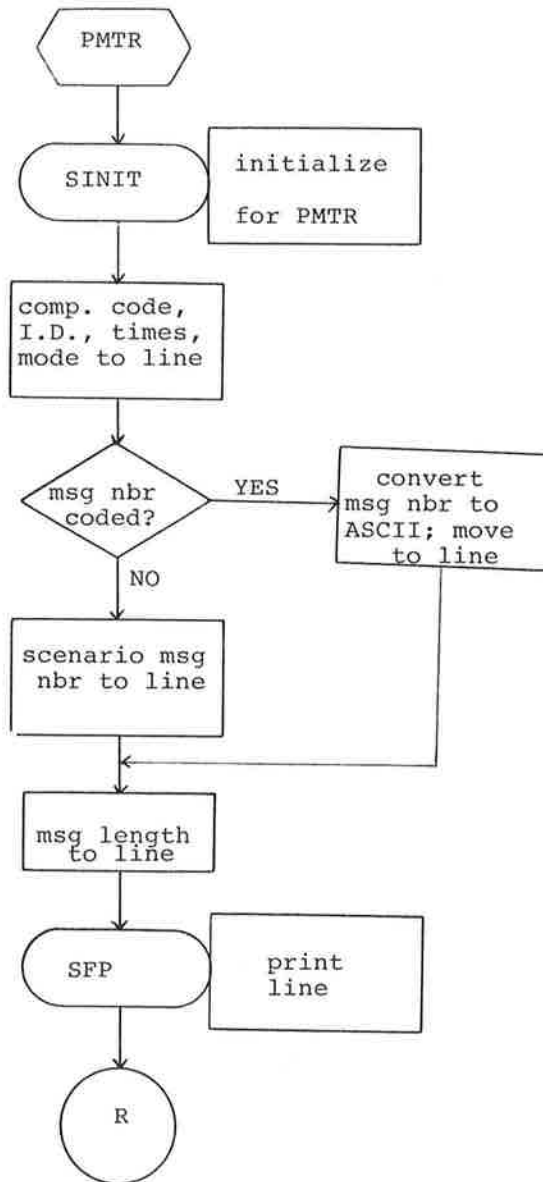 PMTR
SINIT
initialize
for PMTR
comp. code,
I.D., times,
mode to line
msg nbr
coded?
YES
convert
msg nbr to
ASCII; move
to line
NO
scenario msg
nbr to line
msg length
to line
SFP
print
line
R